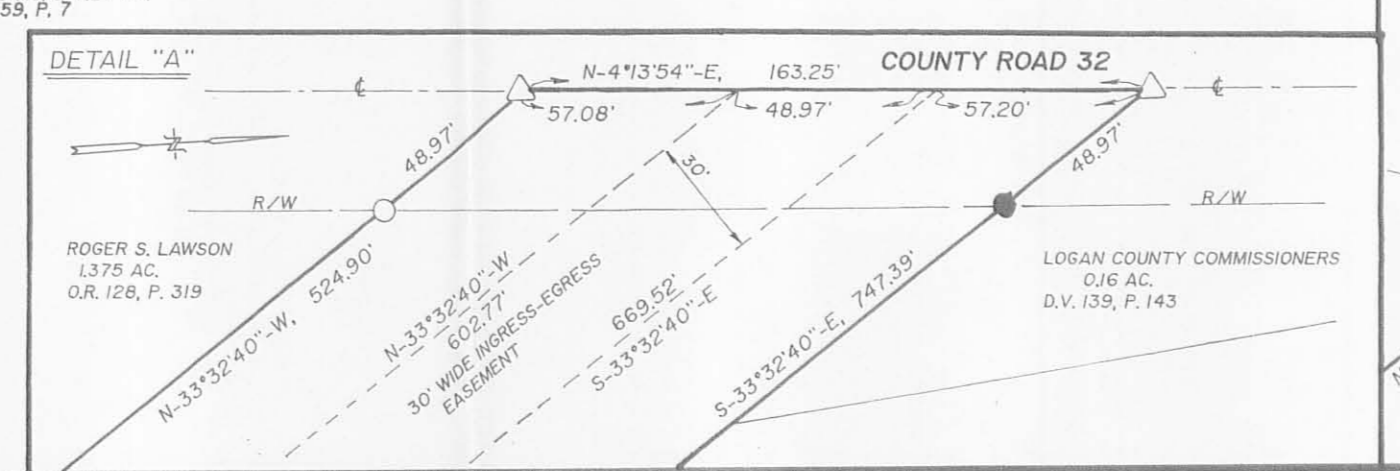 59, P. 7
DETAIL "A"
℄
N-4°13'54"-E, 163.25'
COUNTY ROAD 32
℄
57.08'
48.97'
57.20'
48.97'
48.97'
30'
R/W
R/W
ROGER S. LAWSON
1.375 AC.
O.R. 128, P. 319
N-33°32'40"-W, 524.90'
N-33°32'40"-W
602.77'
30' WIDE INGRESS-EGRESS
EASEMENT
669.52'
S-33°32'40"-E
S-33°32'40"-E, 747.39'
LOGAN COUNTY COMMISSIONERS
0.16 AC.
D.V. 139, P. 143